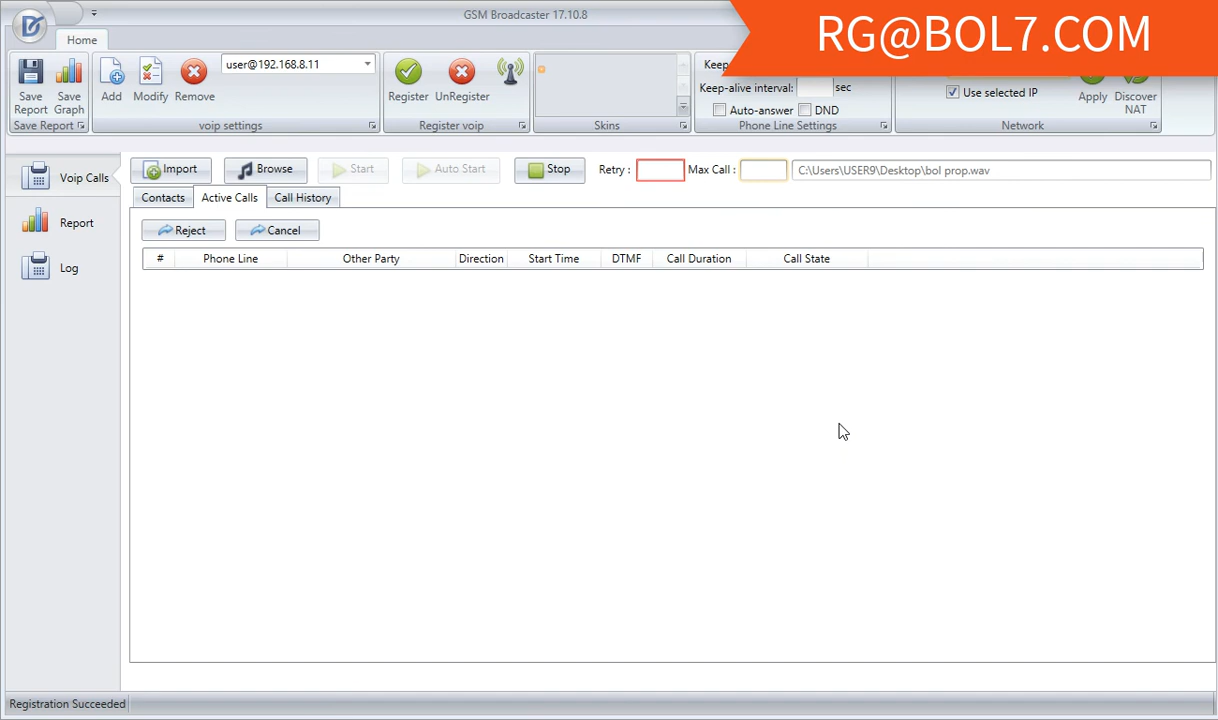 GSM Broadcaster 17.10.8
RG@BOL7.COM
Home
Save Report
Save Graph
Add
Modify
Remove
user@192.168.8.11
Register
UnRegister
Keep-
Keep-alive interval:
sec
Auto-answer
DND
Use selected IP
Apply
Discover NAT
Save Report
voip settings
Register voip
Skins
Phone Line Settings
Network
Voip Calls
Report
Log
Import
Browse
Start
Auto Start
Stop
Retry :
Max Call :
C:\Users\USER9\Desktop\bol prop.wav
Contacts
Active Calls
Call History
Reject
Cancel
#
Phone Line
Other Party
Direction
Start Time
DTMF
Call Duration
Call State
Registration Succeeded